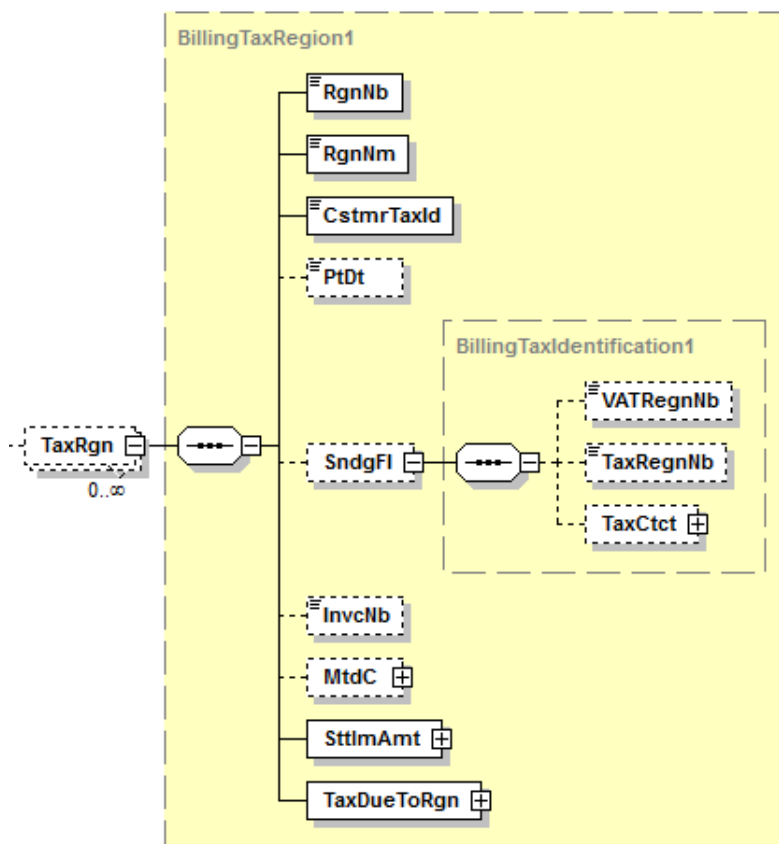 BillingTaxRegion1
RgnNb
RgnNm
CstmrTaxId
PtDt
BillingTaxIdentification1
VATRegnNb
TaxRgn
SndgFI
TaxRegnNb
0..∞
TaxCtct
InvcNb
MtdC
SttlmAmt
TaxDueToRgn